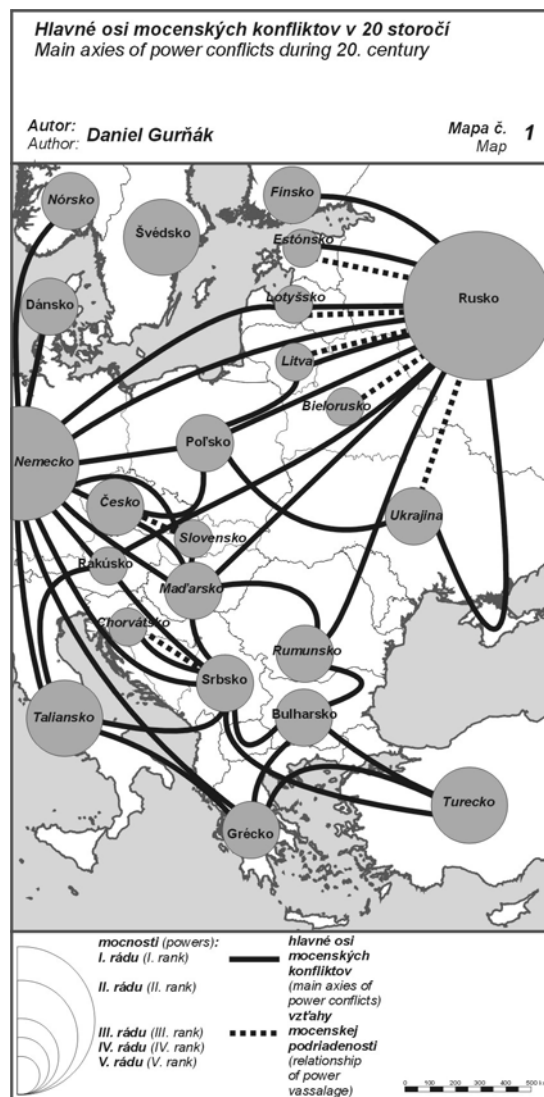 Hlavné osi mocenských konfliktov v 20 storočí
Main axies of power conflicts during 20. century
Autor:
Author:
Daniel Gurňák
Mapa č.
Map
1
Nórsko
Fínsko
Švédsko
Estónsko
Dánsko
Lotyšsko
Rusko
Litva
Bielorusko
Nemecko
Poľsko
Česko
Ukrajina
Slovensko
Rakúsko
Maďarsko
Chorvátsko
Rumunsko
Srbsko
Taliansko
Bulharsko
Turecko
Grécko
mocnosti (powers):
I. rádu (I. rank)
II. rádu (II. rank)
III. rádu (III. rank)
IV. rádu (IV. rank)
V. rádu (V. rank)
hlavné osi
mocenských
konfliktov
(main axies of
power conflicts)
vzťahy
mocenskej
podriadenosti
(relationship
of power
vassalage)
0 100 200 300 400 500 km